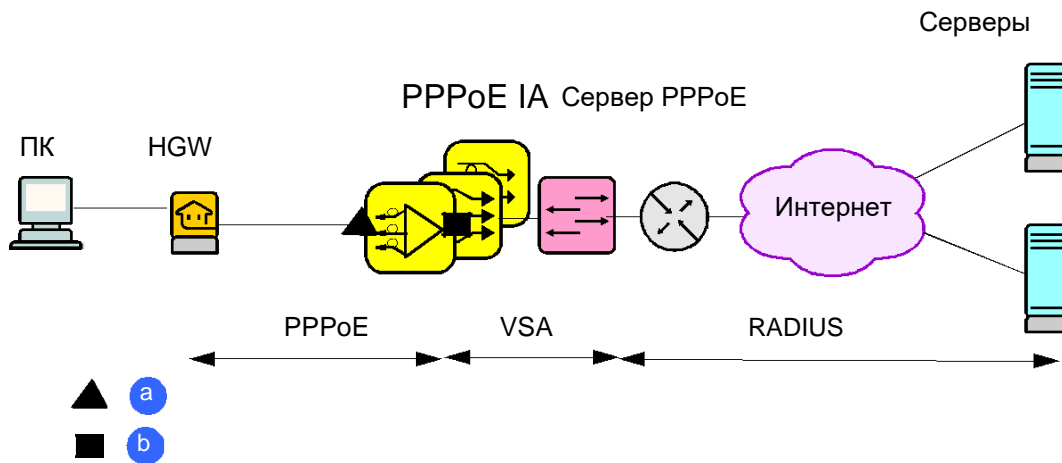 Серверы
PPPoE IA Сервер PPPoE
ПК
HGW
Интернет
PPPoE
VSA
RADIUS
a
b